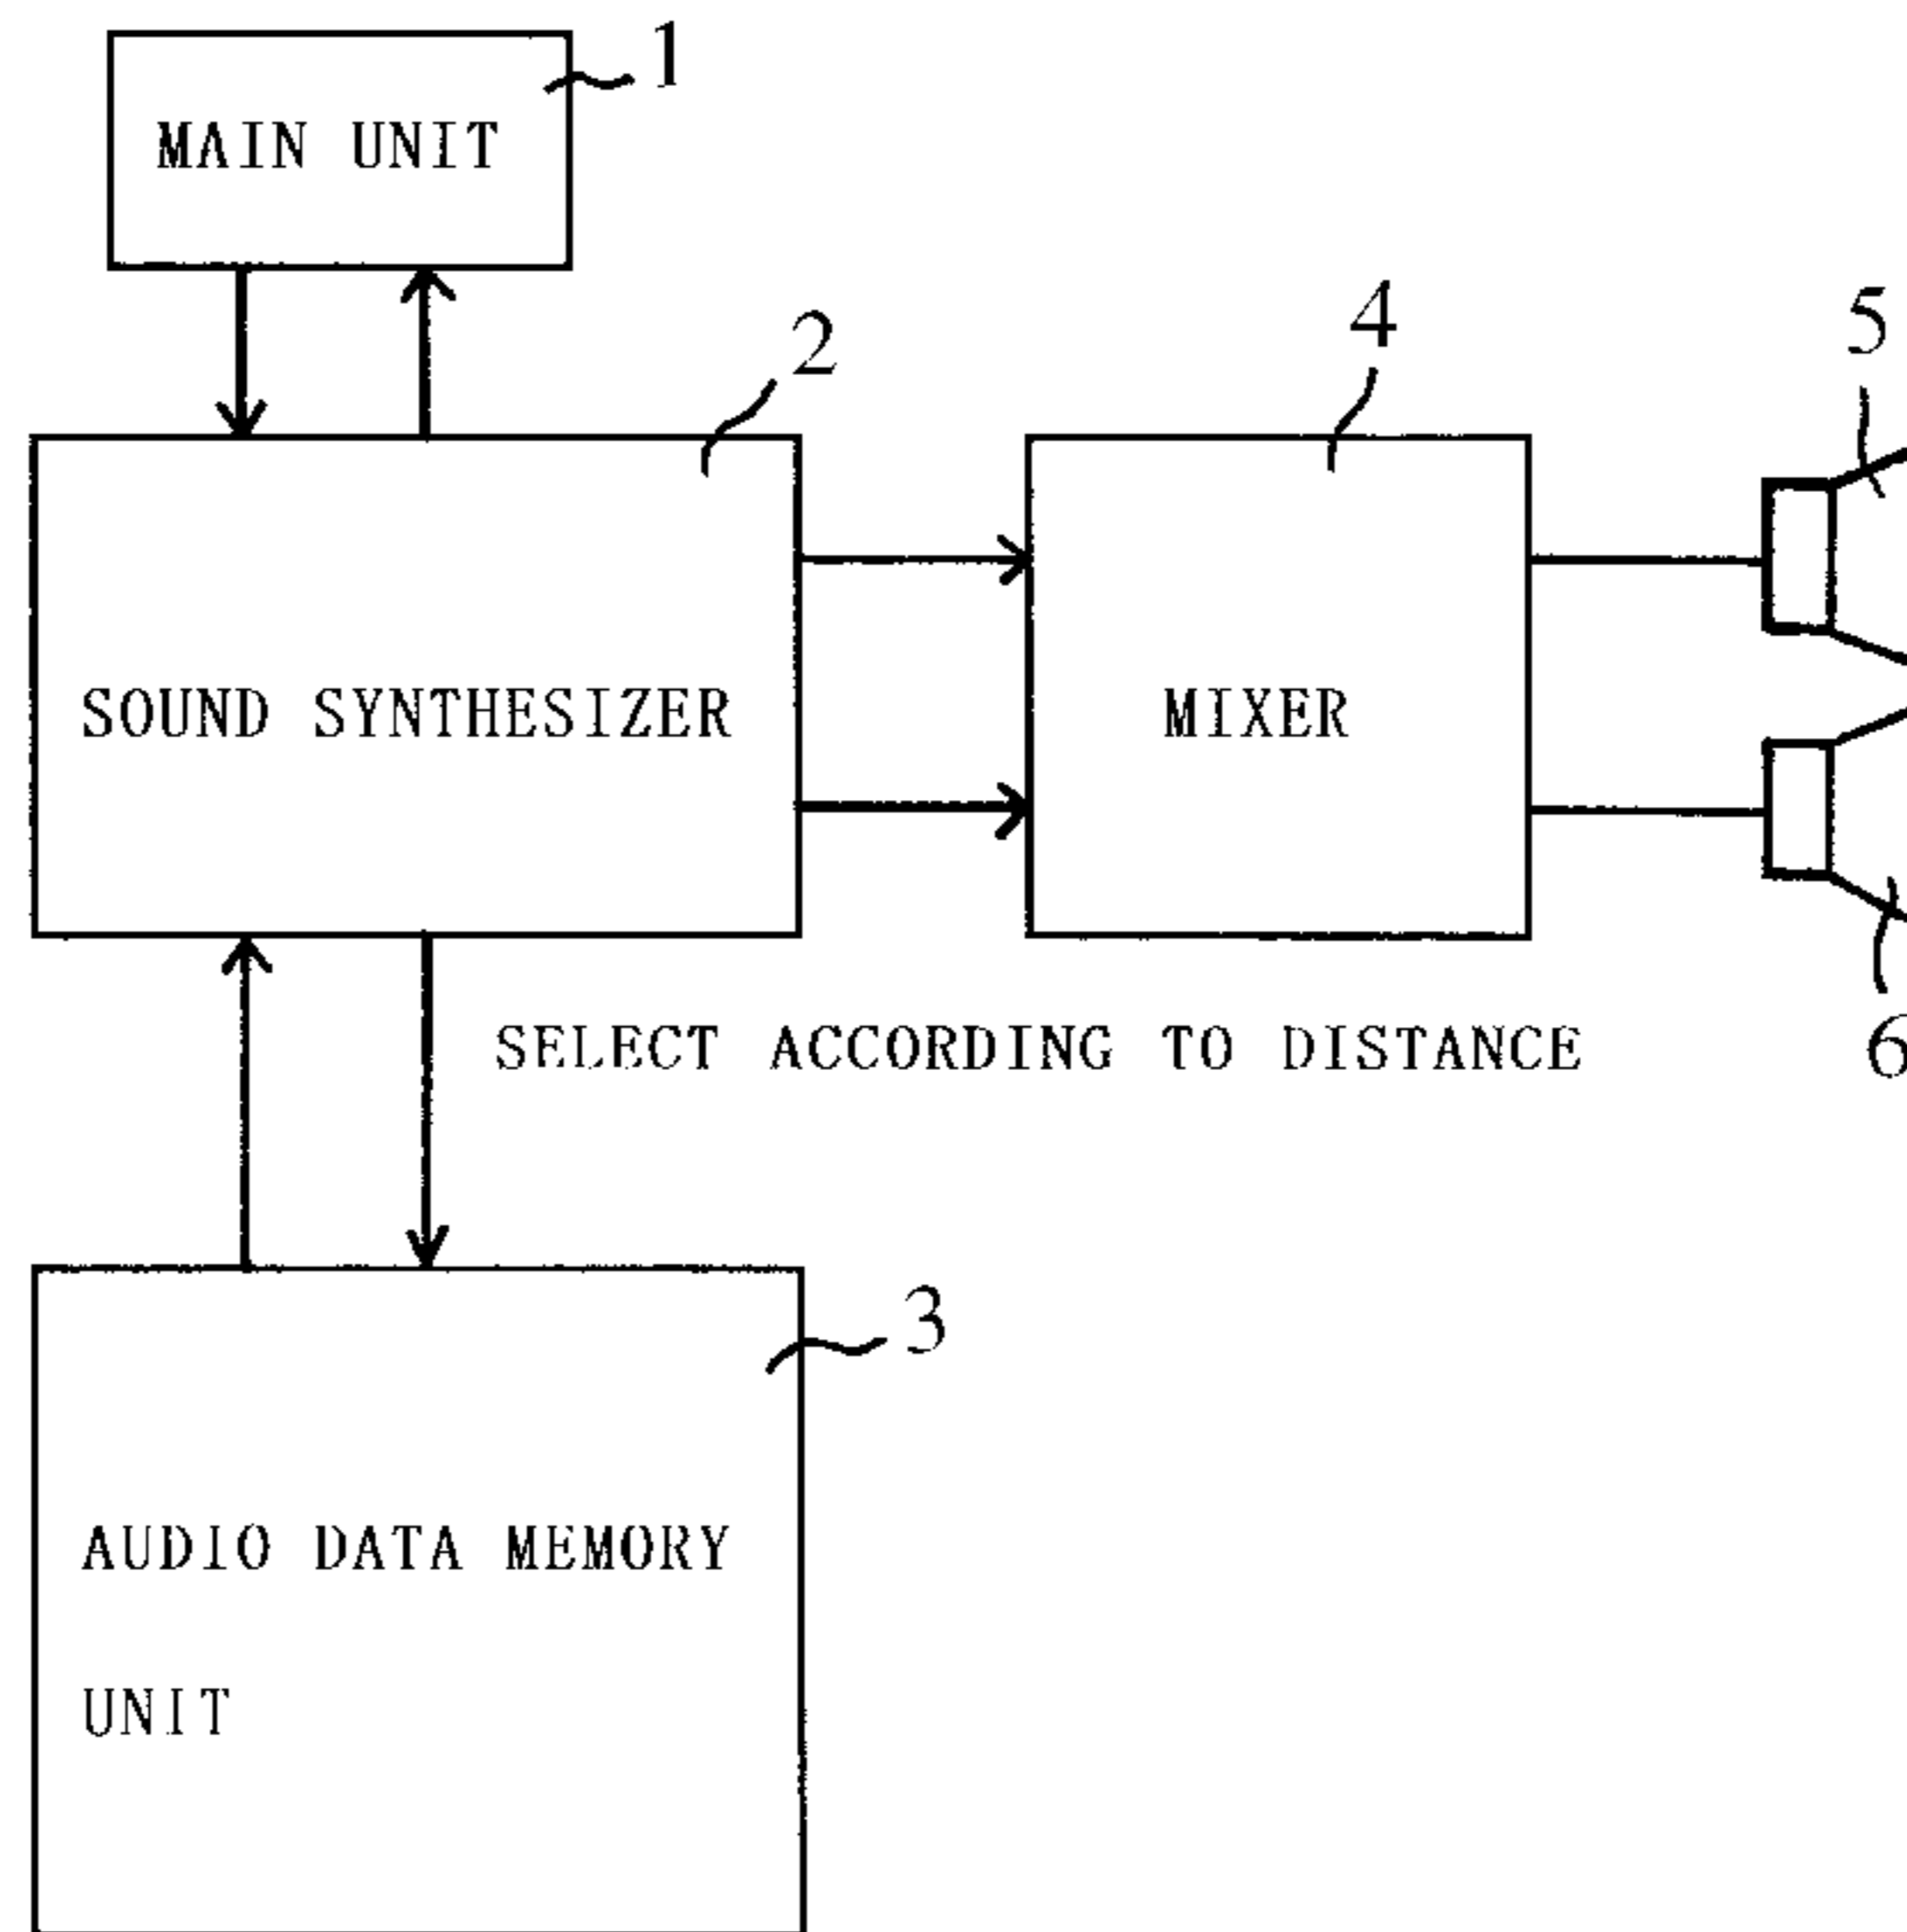 1
MAIN UNIT
2
4
5
SOUND SYNTHESIZER
MIXER
SELECT ACCORDING TO DISTANCE
6
3
AUDIO DATA MEMORY
UNIT